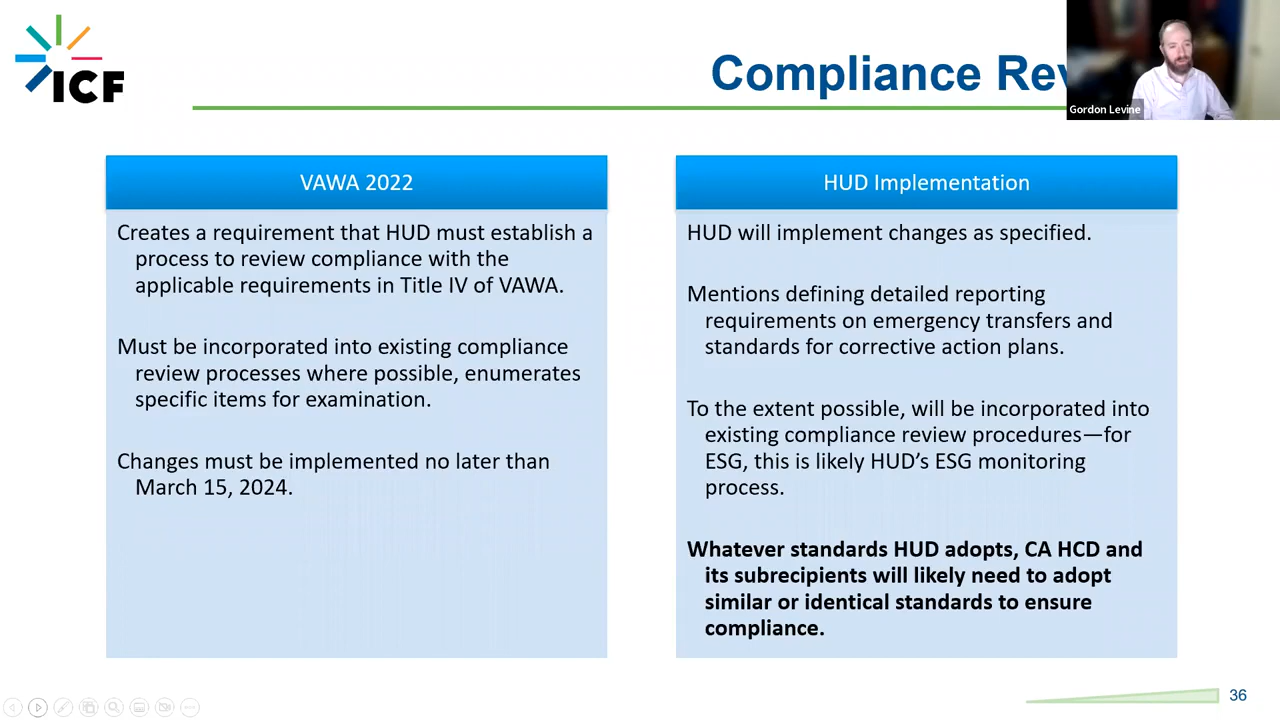 ICF
Compliance
Gordon Levine
VAWA 2022
Creates a requirement that HUD must establish a
process to review compliance with the
applicable requirements in Title IV of VAWA.
Must be incorporated into existing compliance
review processes where possible, enumerates
specific items for examination.
Changes must be implemented no later than
March 15, 2024.
HUD Implementation
HUD will implement changes as specified.
Mentions defining detailed reporting
requirements on emergency transfers and
standards for corrective action plans.
To the extent possible, will be incorporated into
existing compliance review procedures—for
ESG, this is likely HUD’s ESG monitoring
process.
Whatever standards HUD adopts, CA HCD and
its subrecipients will likely need to adopt
similar or identical standards to ensure
compliance.
36